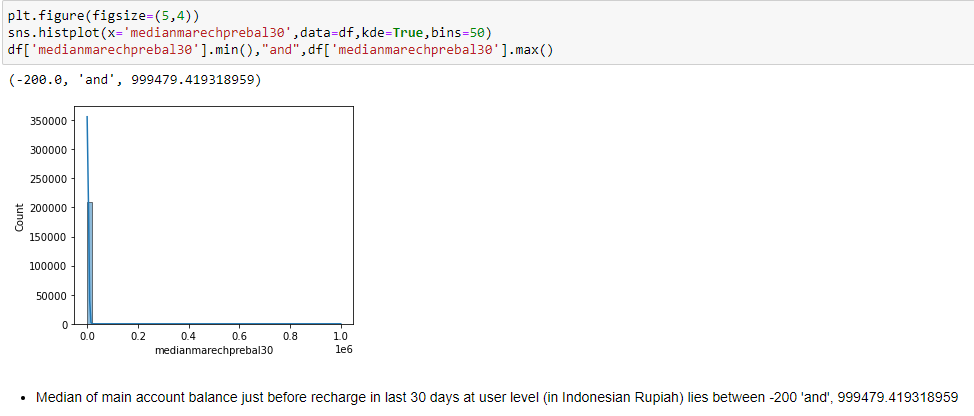 plt.figure(figsize=(5,4))
sns.histplot(x='medianmarechprebal30',data=df,kde=True,bins=50)
df['medianmarechprebal30'].min(),"and",df['medianmarechprebal30'].max()
(-200.0, 'and', 999479.419318959)
350000
300000
250000
200000
150000
100000
50000
0
Count
0.0 0.2 0.4 0.6 0.8 1.0
1e6
medianmarechprebal30
• Median of main account balance just before recharge in last 30 days at user level (in Indonesian Rupiah) lies between -200 'and', 999479.419318959